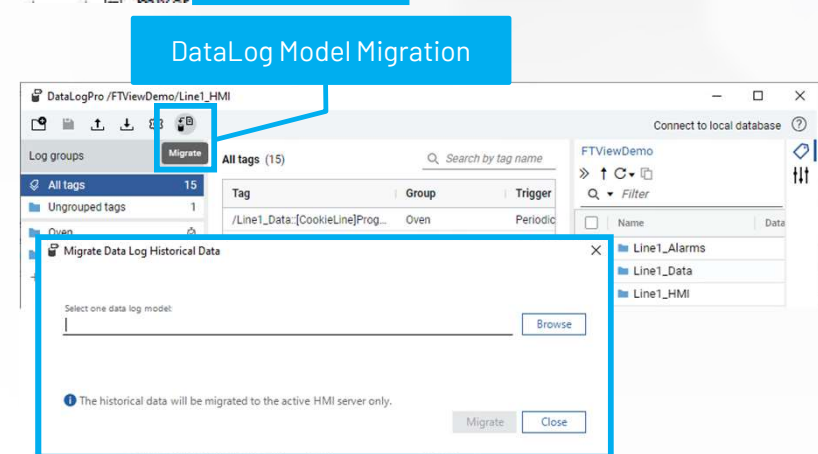 DataLog Model Migration
DataLogPro /FTViewDemo/Line1_HMI
Connect to local database
Log groups
Migrate
All tags (15)
Search by tag name
FTViewDemo
All tags 15
Ungrouped tags 1
Tag Group Trigger
/Line1_Data::[CookieLine]Prog... Oven Periodic
Filter
Name Data
Line1_Alarms
Line1_Data
Line1_HMI
Oven
Migrate Data Log Historical Data
Select one data log model:
Browse
The historical data will be migrated to the active HMI server only.
Migrate Close